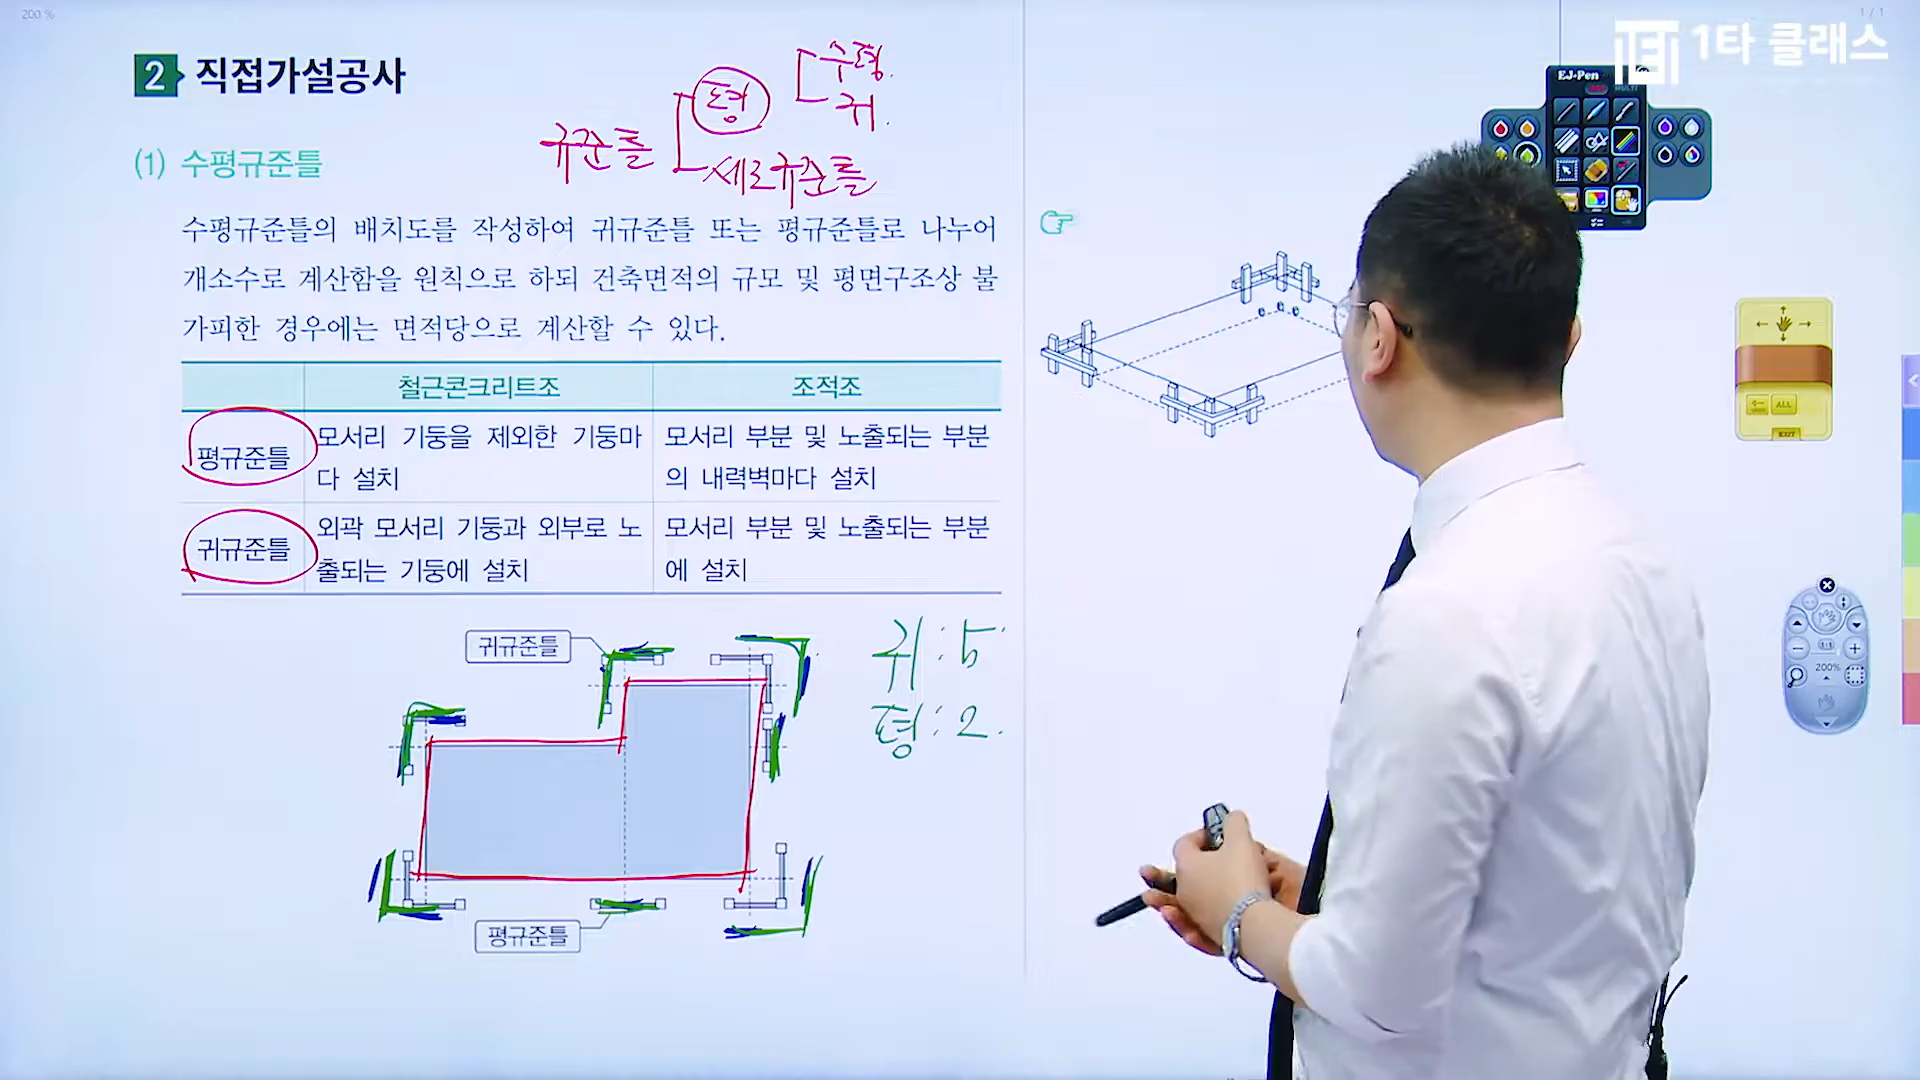 200 %
1 / 1
1타 클래스
2 직접가설공사
규준틀
평
수평
귀
세로규준틀
(1) 수평규준틀
수평규준틀의 배치도를 작성하여 귀규준틀 또는 평규준틀로 나누어
개소수로 계산함을 원칙으로 하되 건축면적의 규모 및 평면구조상 불
가피한 경우에는 면적당으로 계산할 수 있다.
철근콘크리트조 조적조
평규준틀 모서리 기둥을 제외한 기둥마다 설치 모서리 부분 및 노출되는 부분의 내력벽마다 설치
귀규준틀 외곽 모서리 기둥과 외부로 노출되는 기둥에 설치 모서리 부분 및 노출되는 부분에 설치
귀규준틀
평규준틀
귀 : 5
평 : 2.
EJ-Pen
MULTI
ALL
EXIT
1:1
200%